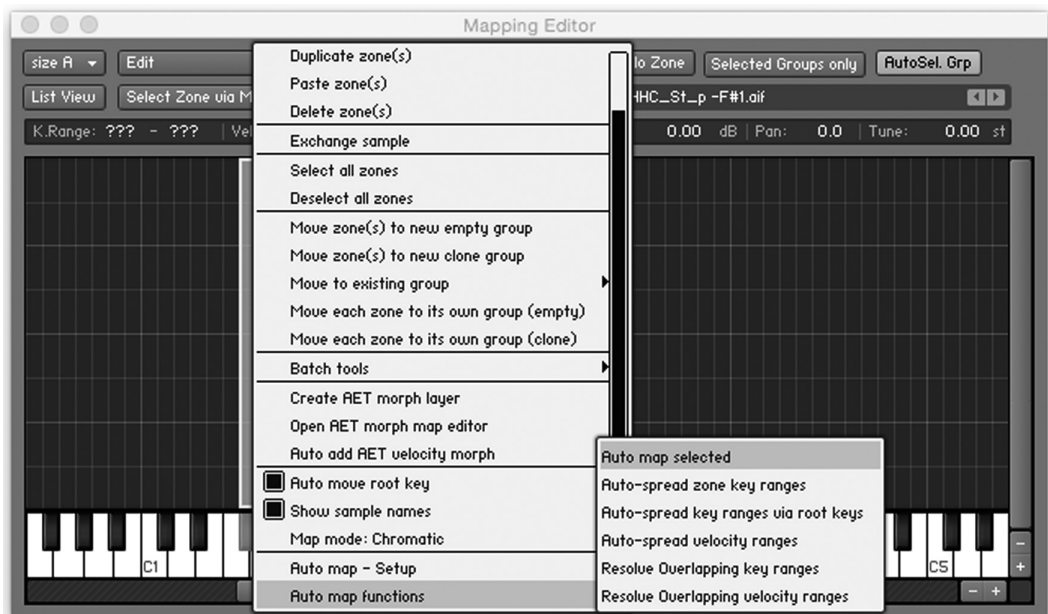 Mapping Editor
size A Edit lo Zone Selected Groups only AutoSel. Grp
List View Select Zone via M HHC_St_p -F#1.aif
K.Range: ??? - ??? | Vel 0.00 dB | Pan: 0.0 | Tune: 0.00 st
Duplicate zone(s)
Paste zone(s)
Delete zone(s)
Exchange sample
Select all zones
Deselect all zones
Move zone(s) to new empty group
Move zone(s) to new clone group
Move to existing group
Move each zone to its own group (empty)
Move each zone to its own group (clone)
Batch tools
Create AET morph layer
Open AET morph map editor
Auto add AET velocity morph
Auto move root key
Show sample names
Map mode: Chromatic
Auto map - Setup
Auto map functions
Auto map selected
Auto-spread zone key ranges
Auto-spread key ranges via root keys
Auto-spread velocity ranges
Resolve Overlapping key ranges
Resolve Overlapping velocity ranges
C1 C5